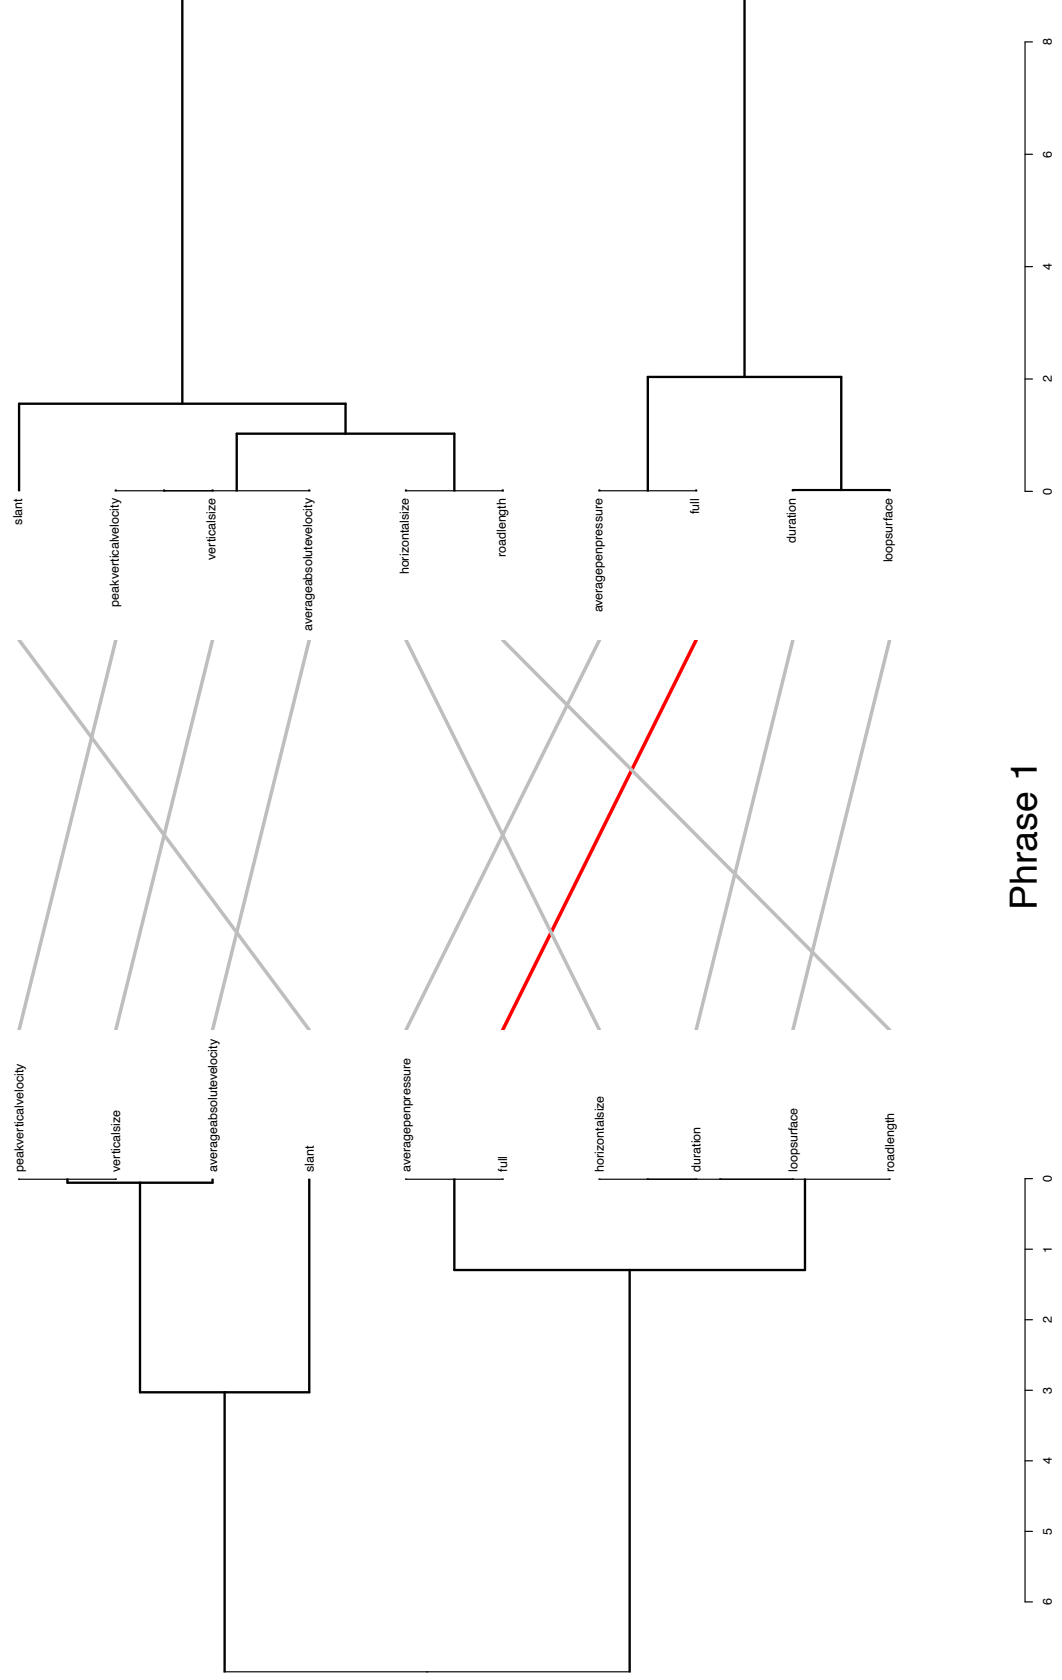 8
6
4
2
0
slant
peakverticalvelocity
verticalsize
averageabsolutevelocity
horizontalsize
roadlength
averagepenpressure
full
duration
loopsurface
Phrase 1
peakverticalvelocity
verticalsize
averageabsolutevelocity
slant
averagepenpressure
full
horizontalsize
duration
loopsurface
roadlength
0
1
2
3
4
5
6